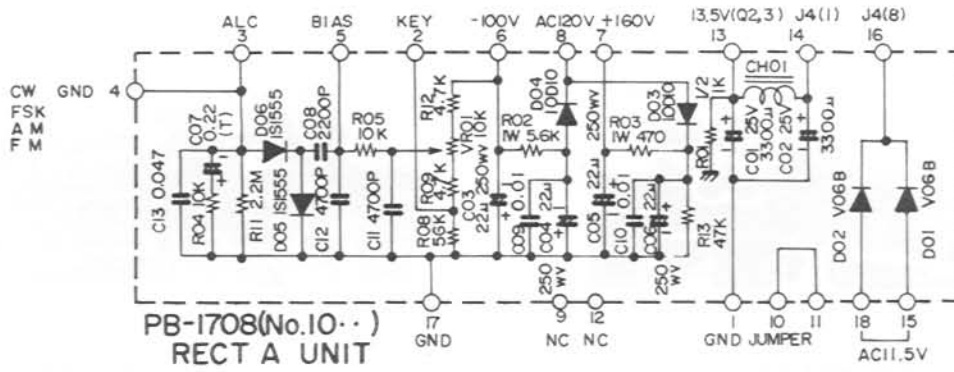 ALC BIAS KEY -100V AC120V +160V 13.5V(Q2,3) J4(1) J4(8)
3 5 2 6 8 7 13 14 16
CW GND 4
FSK
AM
FM
C07
0.22
(T)
D06
1S1555
C08
2200P
R05
10K
R12
4.7K
VR01
10K
R02
1W 5.6K
D04
10D10
250WV
R03
1W 470
D03
10D10
1K
R01
CH01
C01 25V
3300μ
C02 25V
3300μ
C13 0.047
R04 10K
R11 2.2M
D05 1S1555
C12 4700P
C11 4700P
R09
4.7K
R08
56K
C03
22μ 250WV
C09 0.01
C04 22μ
250WV
C05 22μ
C10 0.01
C06 22μ
250WV
R13
47K
D02 V06B
D01 V06B
17
GND
9 12
NC NC
1 10 11
GND JUMPER
18 15
AC11.5V
PB-1708(No.10··)
RECT A UNIT